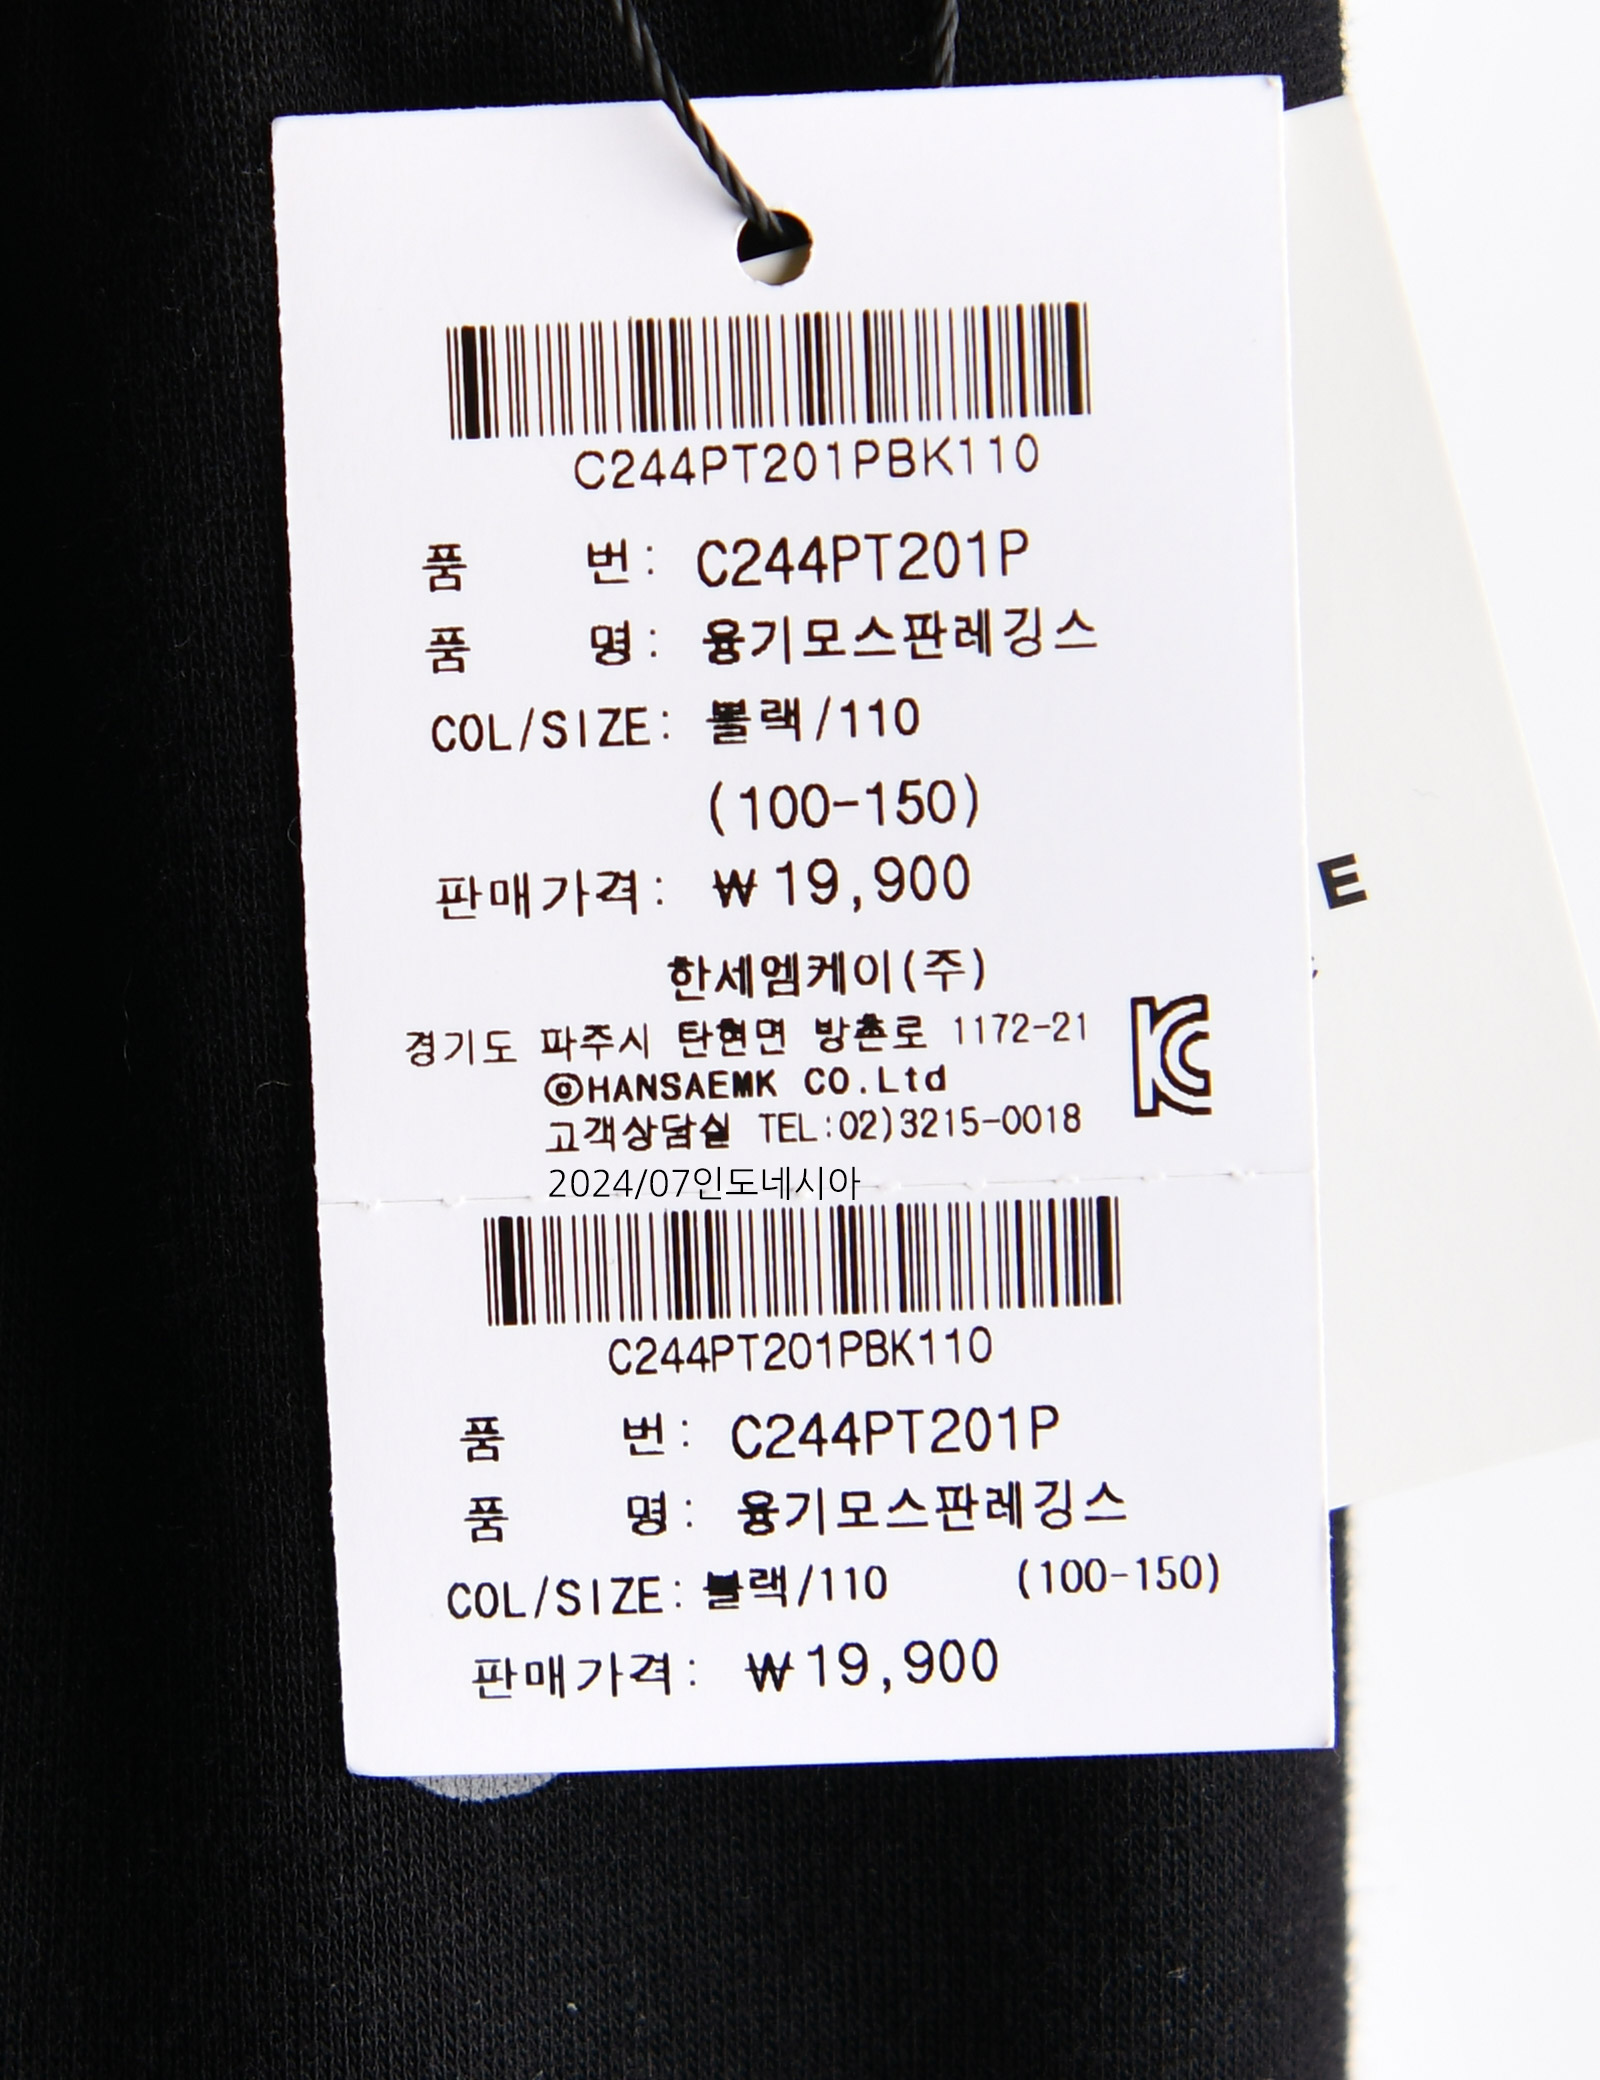 C244PT201PBK110
품 번: C244PT201P
품 명: 융기모스판레깅스
COL/SIZE: 블랙/110
(100-150)
판매가격: ₩19,900
한세엠케이(주)
경기도 파주시 탄현면 방촌로 1172-21
ⓒHANSAEMK CO.Ltd
고객상담실 TEL:02)3215-0018
2024/07인도네시아
C244PT201PBK110
품 번: C244PT201P
품 명: 융기모스판레깅스
COL/SIZE: 블랙/110 (100-150)
판매가격: ₩19,900
E